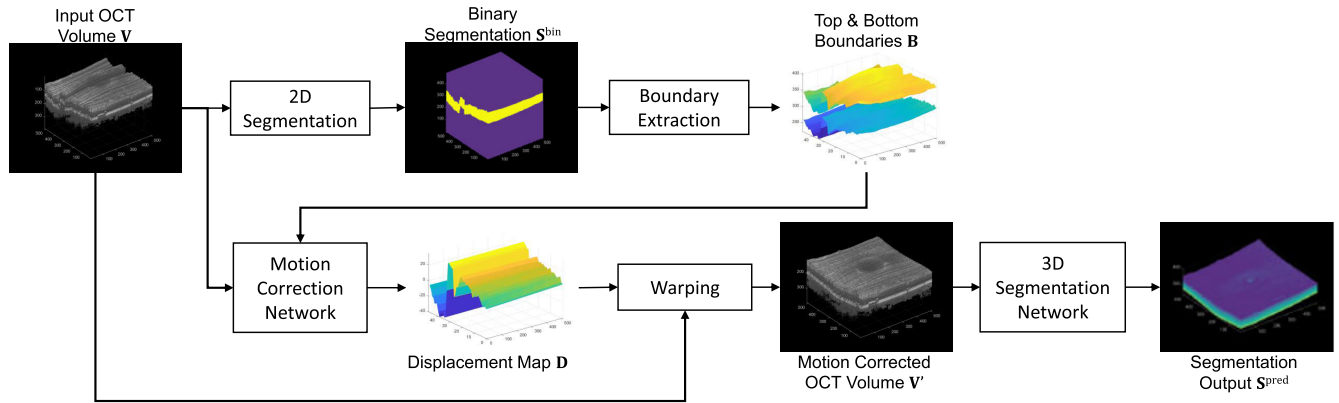 Input OCT
Volume V
2D
Segmentation
Binary
Segmentation S^bin
Boundary
Extraction
Top & Bottom
Boundaries B
Motion
Correction
Network
Displacement Map D
Warping
Motion Corrected
OCT Volume V'
3D
Segmentation
Network
Segmentation
Output S^pred